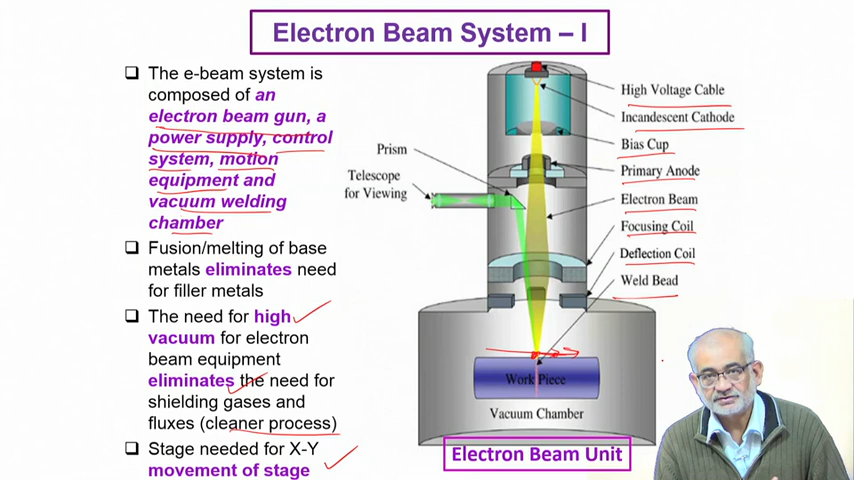 Electron Beam System – I
The e-beam system is
composed of an
electron beam gun, a
power supply, control
system, motion
equipment and
vacuum welding
chamber
Fusion/melting of base
metals eliminates need
for filler metals
The need for high
vacuum for electron
beam equipment
eliminates the need for
shielding gases and
fluxes (cleaner process)
Stage needed for X-Y
movement of stage
Prism
Telescope
for Viewing
High Voltage Cable
Incandescent Cathode
Bias Cup
Primary Anode
Electron Beam
Focusing Coil
Deflection Coil
Weld Bead
Work Piece
Vacuum Chamber
Electron Beam Unit